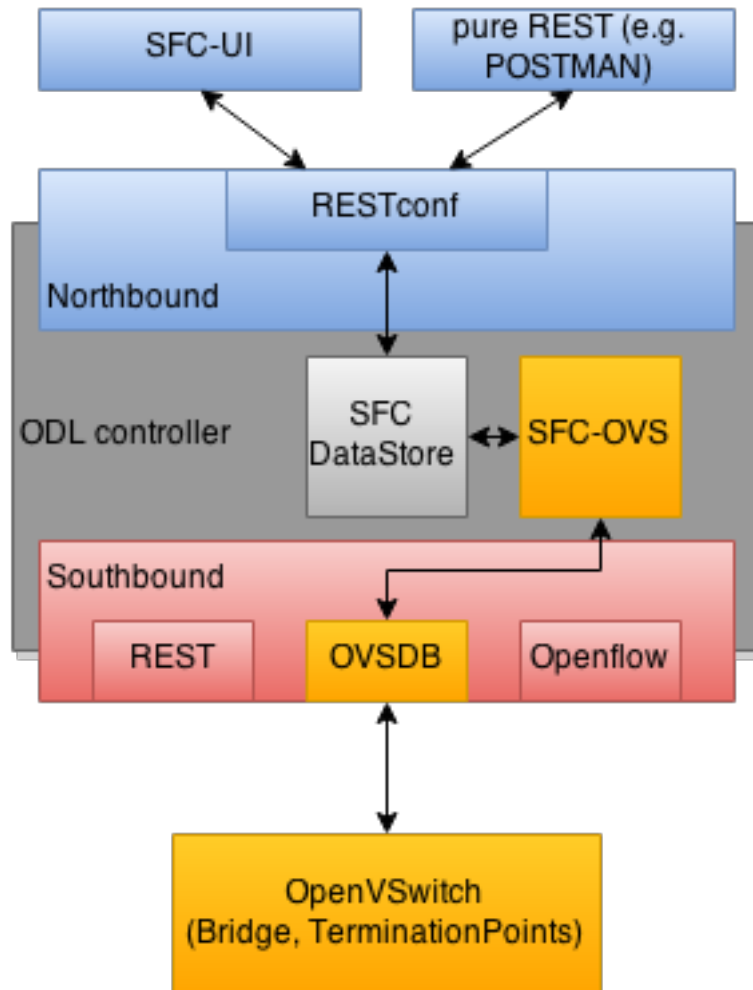 SFC-UI
pure REST (e.g.
POSTMAN)
RESTconf
Northbound
SFC
DataStore
SFC-OVS
ODL controller
Southbound
REST
OVSDB
Openflow
OpenVSwitch
(Bridge, TerminationPoints)